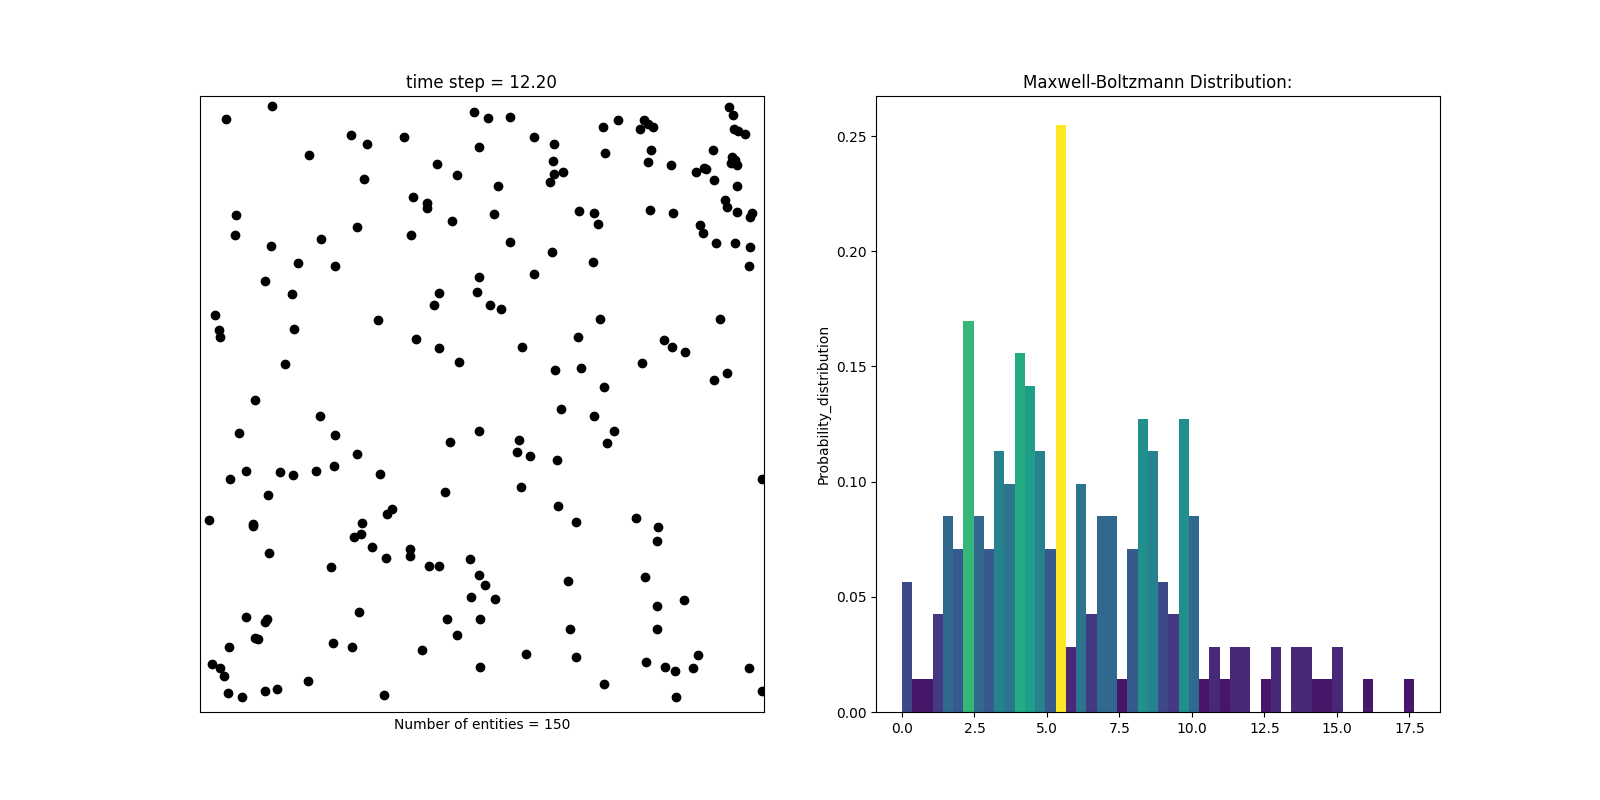 time step = 12.20
Number of entities = 150
Maxwell-Boltzmann Distribution:
Probability_distribution
0.25
0.20
0.15
0.10
0.05
0.00
0.0 2.5 5.0 7.5 10.0 12.5 15.0 17.5